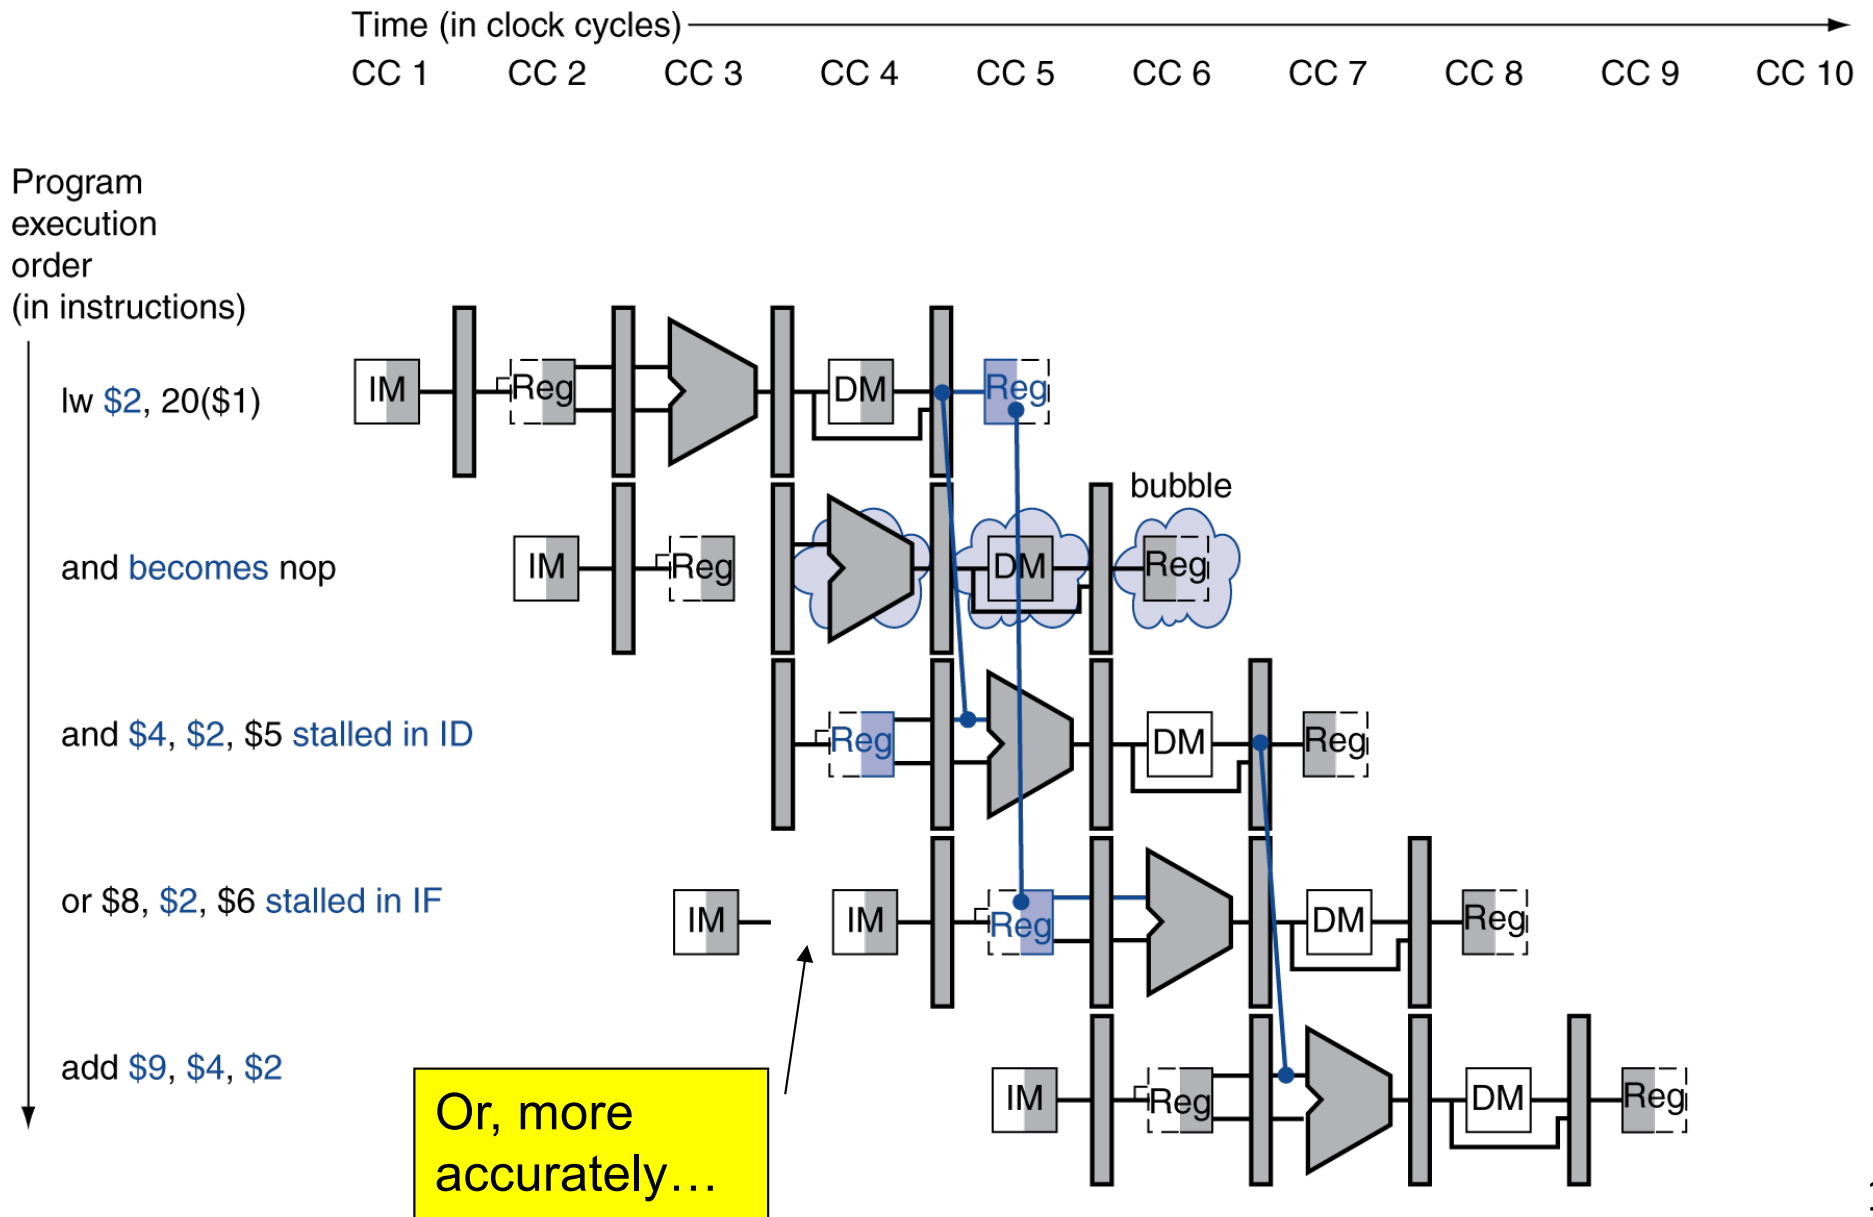 Time (in clock cycles)
CC 1 CC 2 CC 3 CC 4 CC 5 CC 6 CC 7 CC 8 CC 9 CC 10
Program
execution
order
(in instructions)
lw $2, 20($1)
IM Reg DM Reg
bubble
and becomes nop
IM Reg DM Reg
and $4, $2, $5 stalled in ID
Reg DM Reg
or $8, $2, $6 stalled in IF
IM IM Reg DM Reg
add $9, $4, $2
IM Reg DM Reg
Or, more
accurately…